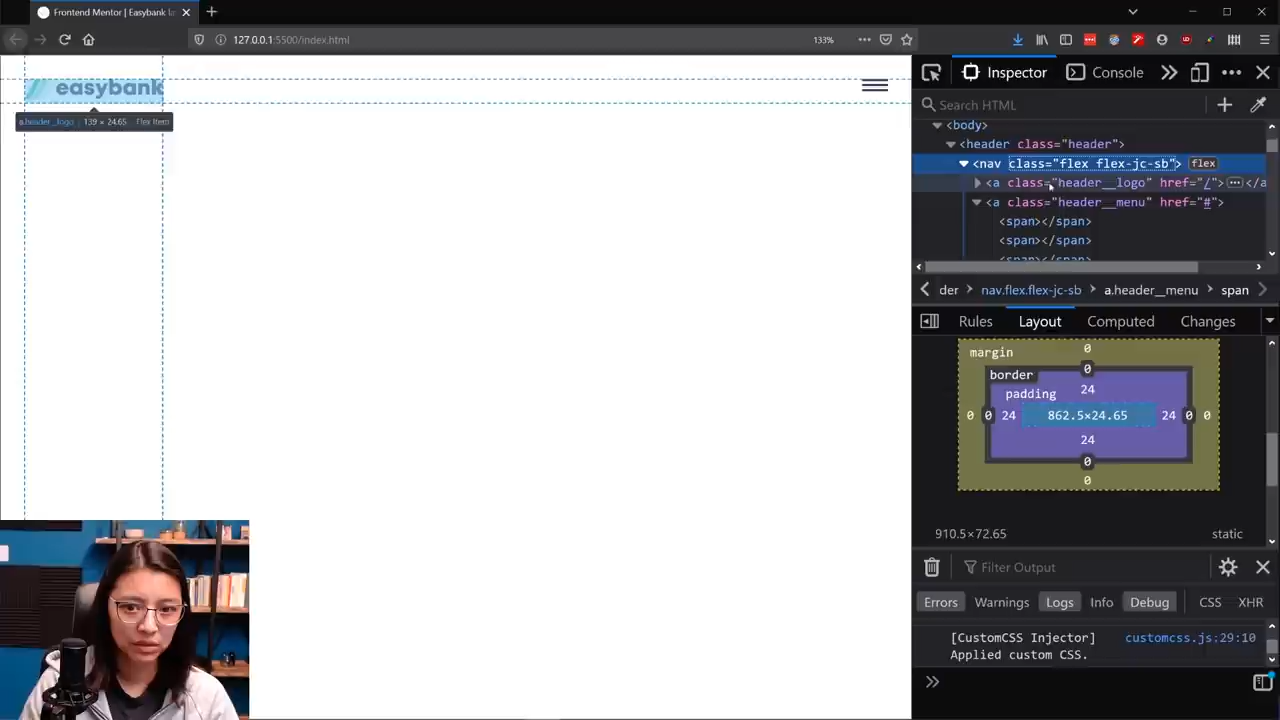 Frontend Mentor | Easybank la
127.0.0.1:5500/index.html
133%
easybank
a.header__logo | 139 × 24.65 Flex Item
Inspector
Console
Search HTML
<body>
<header class="header">
<nav class="flex flex-jc-sb"> flex
<a class="header__logo" href="/"> ... </a
<a class="header__menu" href="#">
<span></span>
<span></span>
<span></span>
der > nav.flex.flex-jc-sb > a.header__menu > span
Rules
Layout
Computed
Changes
margin
0
border
0
padding
24
0 0 24 862.5×24.65 24 0 0
24
0
0
910.5×72.65
static
Filter Output
Errors
Warnings
Logs
Info
Debug
CSS
XHR
[CustomCSS Injector] customcss.js:29:10
Applied custom CSS.